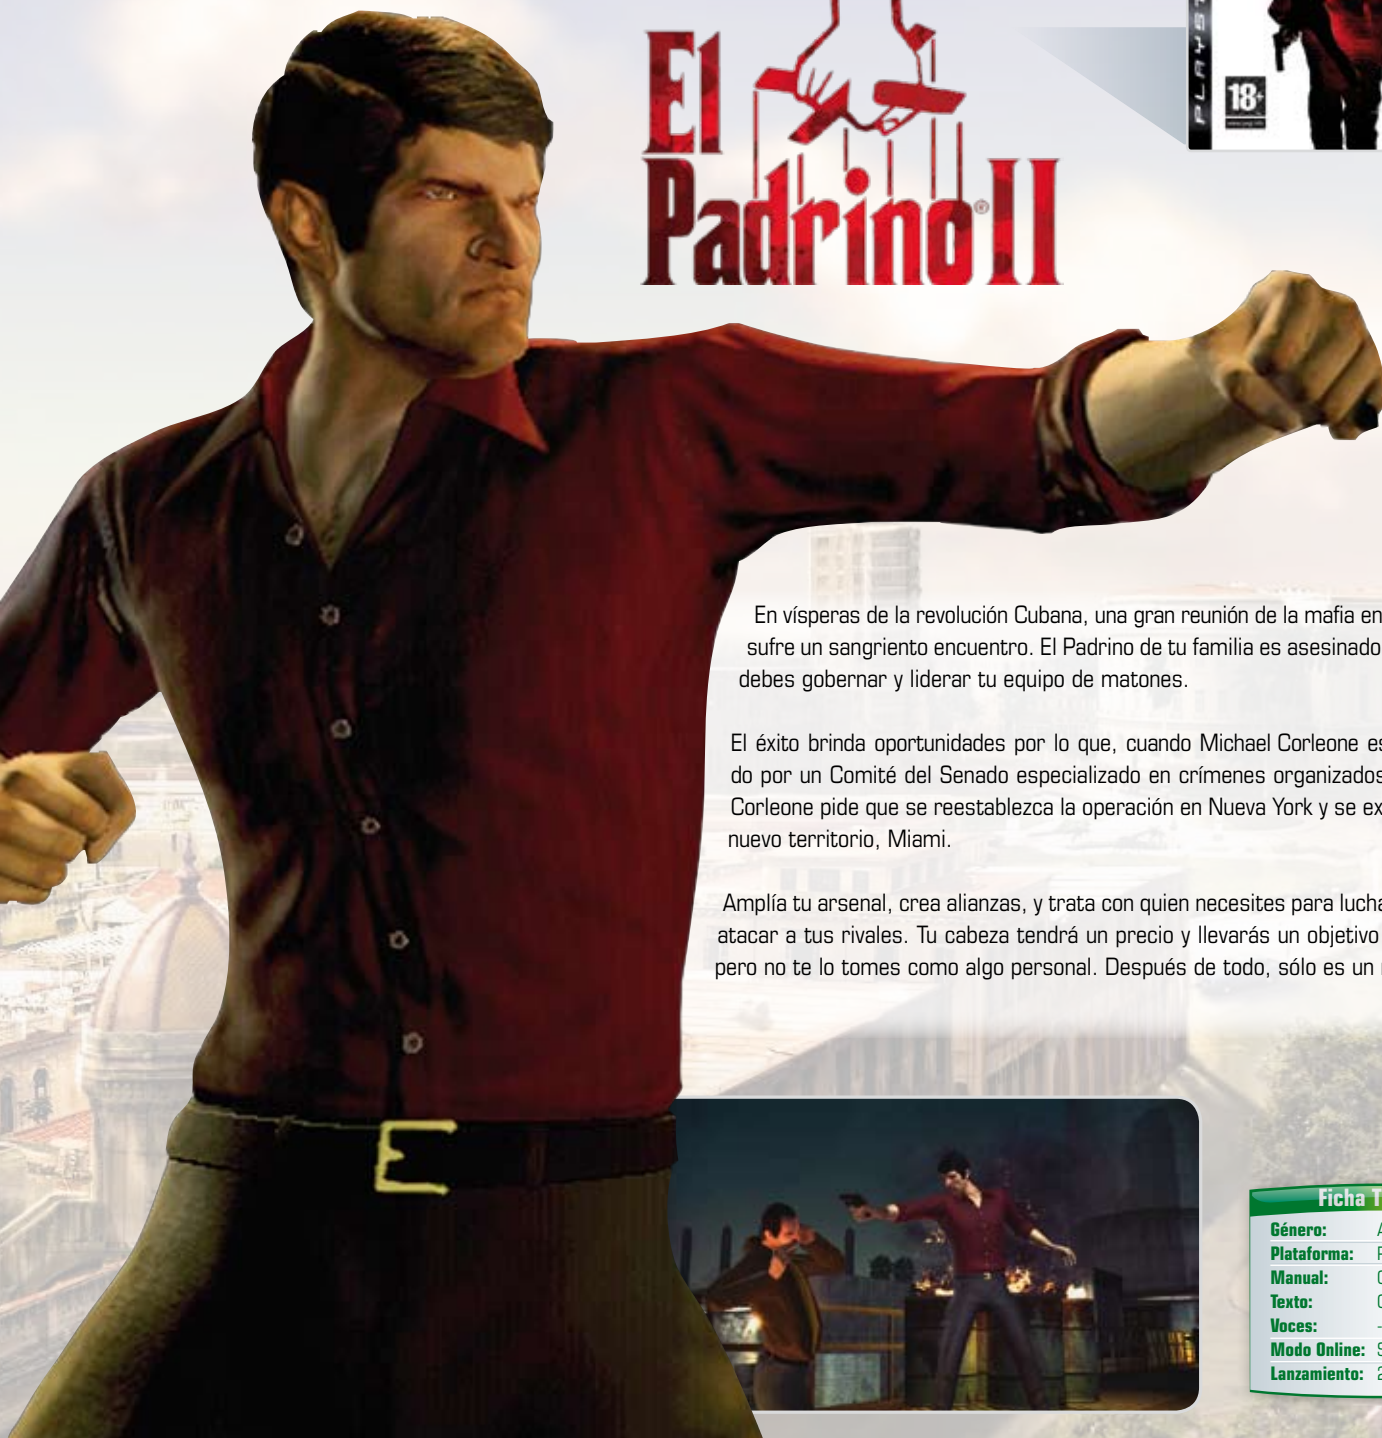 El
Padrino® II
18+
En vísperas de la revolución Cubana, una gran reunión de la mafia en
sufre un sangriento encuentro. El Padrino de tu familia es asesinado
debes gobernar y liderar tu equipo de matones.
El éxito brinda oportunidades por lo que, cuando Michael Corleone es
do por un Comité del Senado especializado en crímenes organizados
Corleone pide que se reestablezca la operación en Nueva York y se ex
nuevo territorio, Miami.
Amplía tu arsenal, crea alianzas, y trata con quien necesites para lucha
atacar a tus rivales. Tu cabeza tendrá un precio y llevarás un objetivo
pero no te lo tomes como algo personal. Después de todo, sólo es un
Ficha T
Género: A
Plataforma: P
Manual: C
Texto: C
Voces: -
Modo Online: S
Lanzamiento: 2